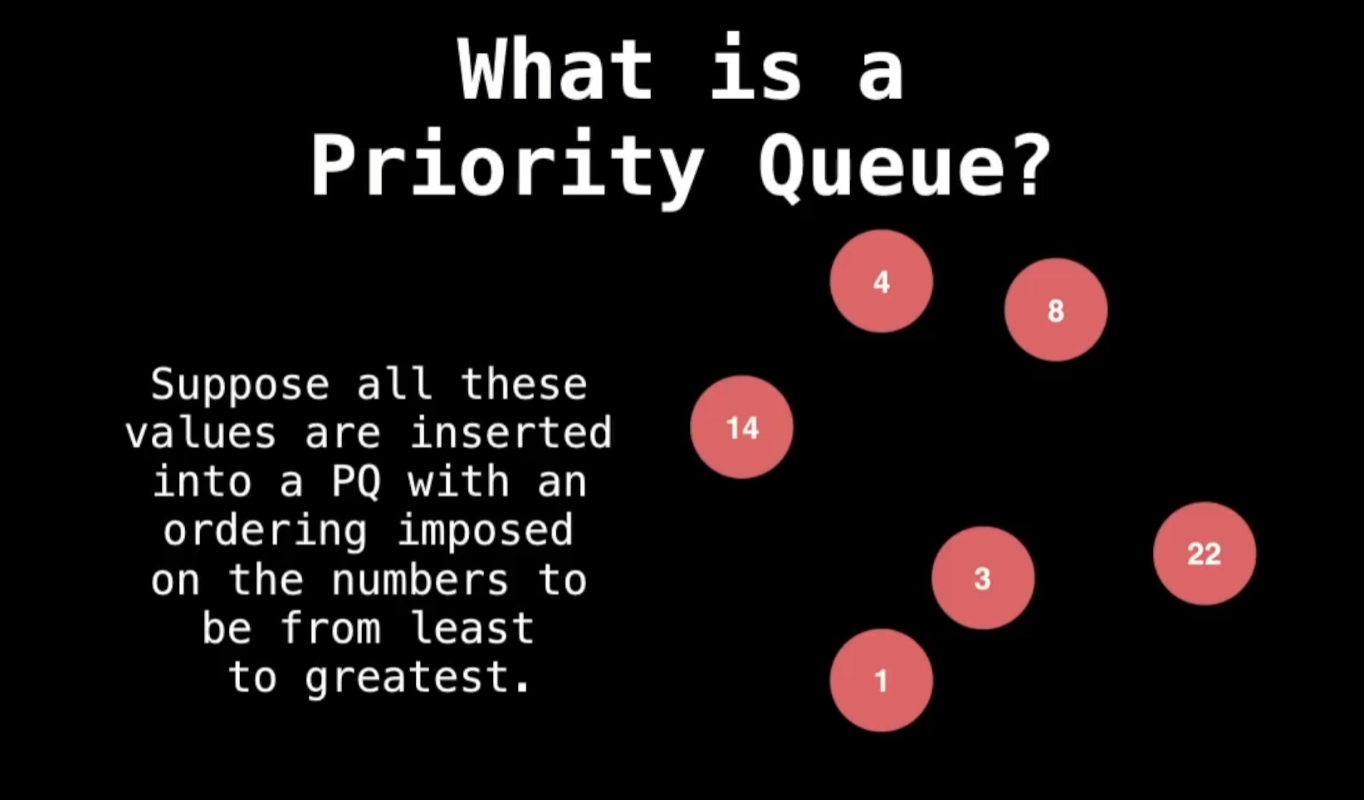 What is a
Priority Queue?
Suppose all these
values are inserted
into a PQ with an
ordering imposed
on the numbers to
be from least
to greatest.
4
8
14
22
3
1